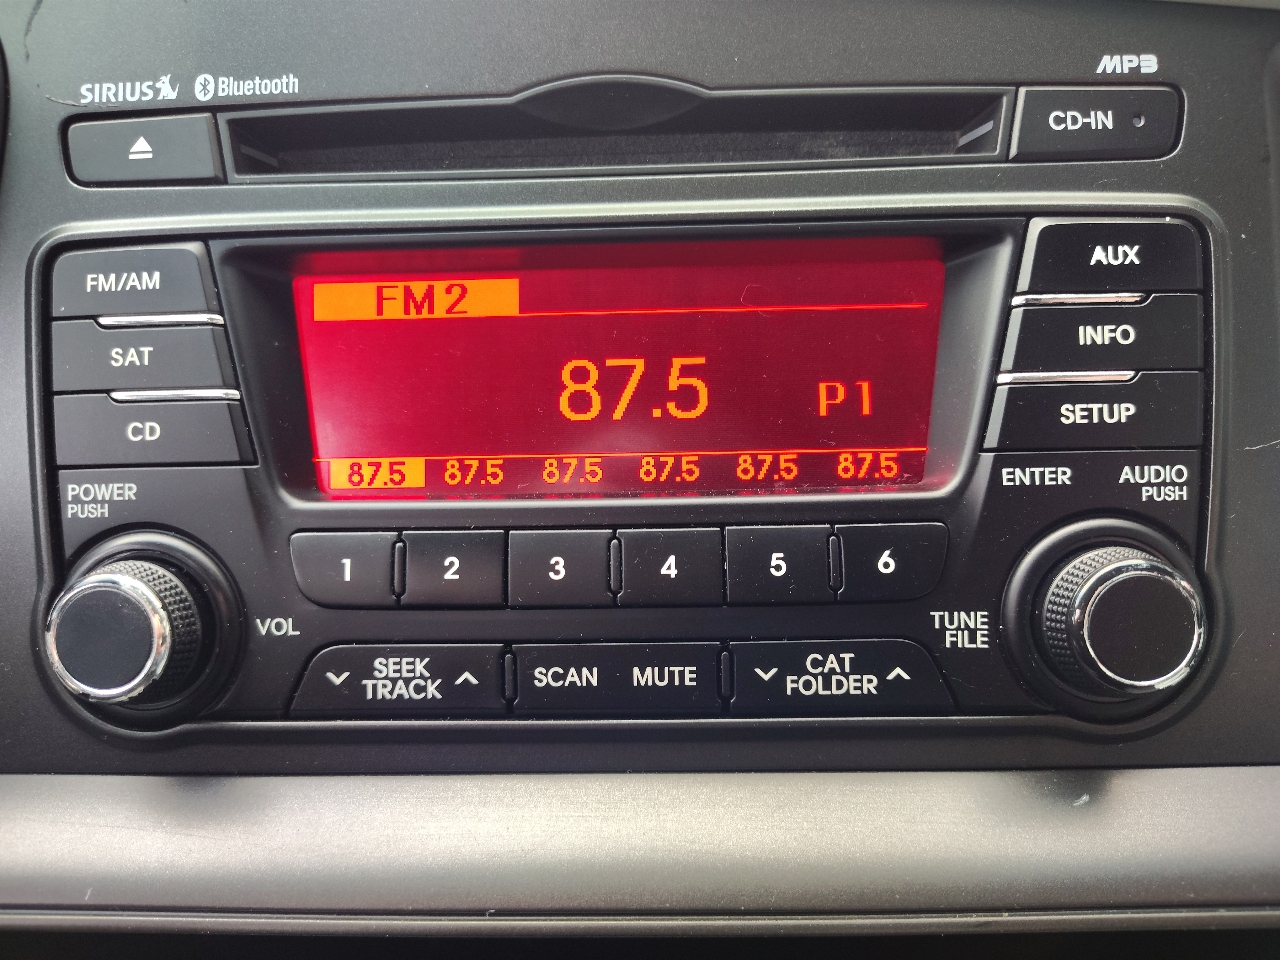 SIRIUS Bluetooth
MP3
CD-IN
FM/AM
SAT
CD
AUX
INFO
SETUP
FM2
87.5 P1
87.5 87.5 87.5 87.5 87.5 87.5
POWER
PUSH
ENTER
AUDIO
PUSH
1 2 3 4 5 6
VOL
TUNE
FILE
SEEK
TRACK
SCAN MUTE
CAT
FOLDER